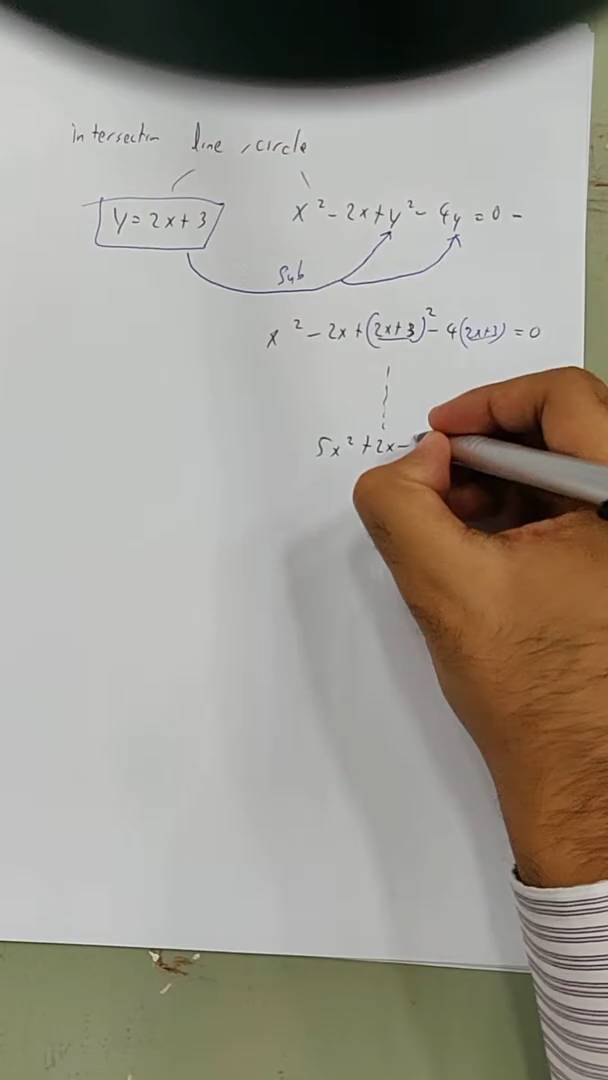 intersection line, circle
y = 2x + 3
x² - 2x + y² - 4y = 0 -
Sub
x² - 2x + (2x+3)² - 4(2x+3) = 0
5x² + 2x -